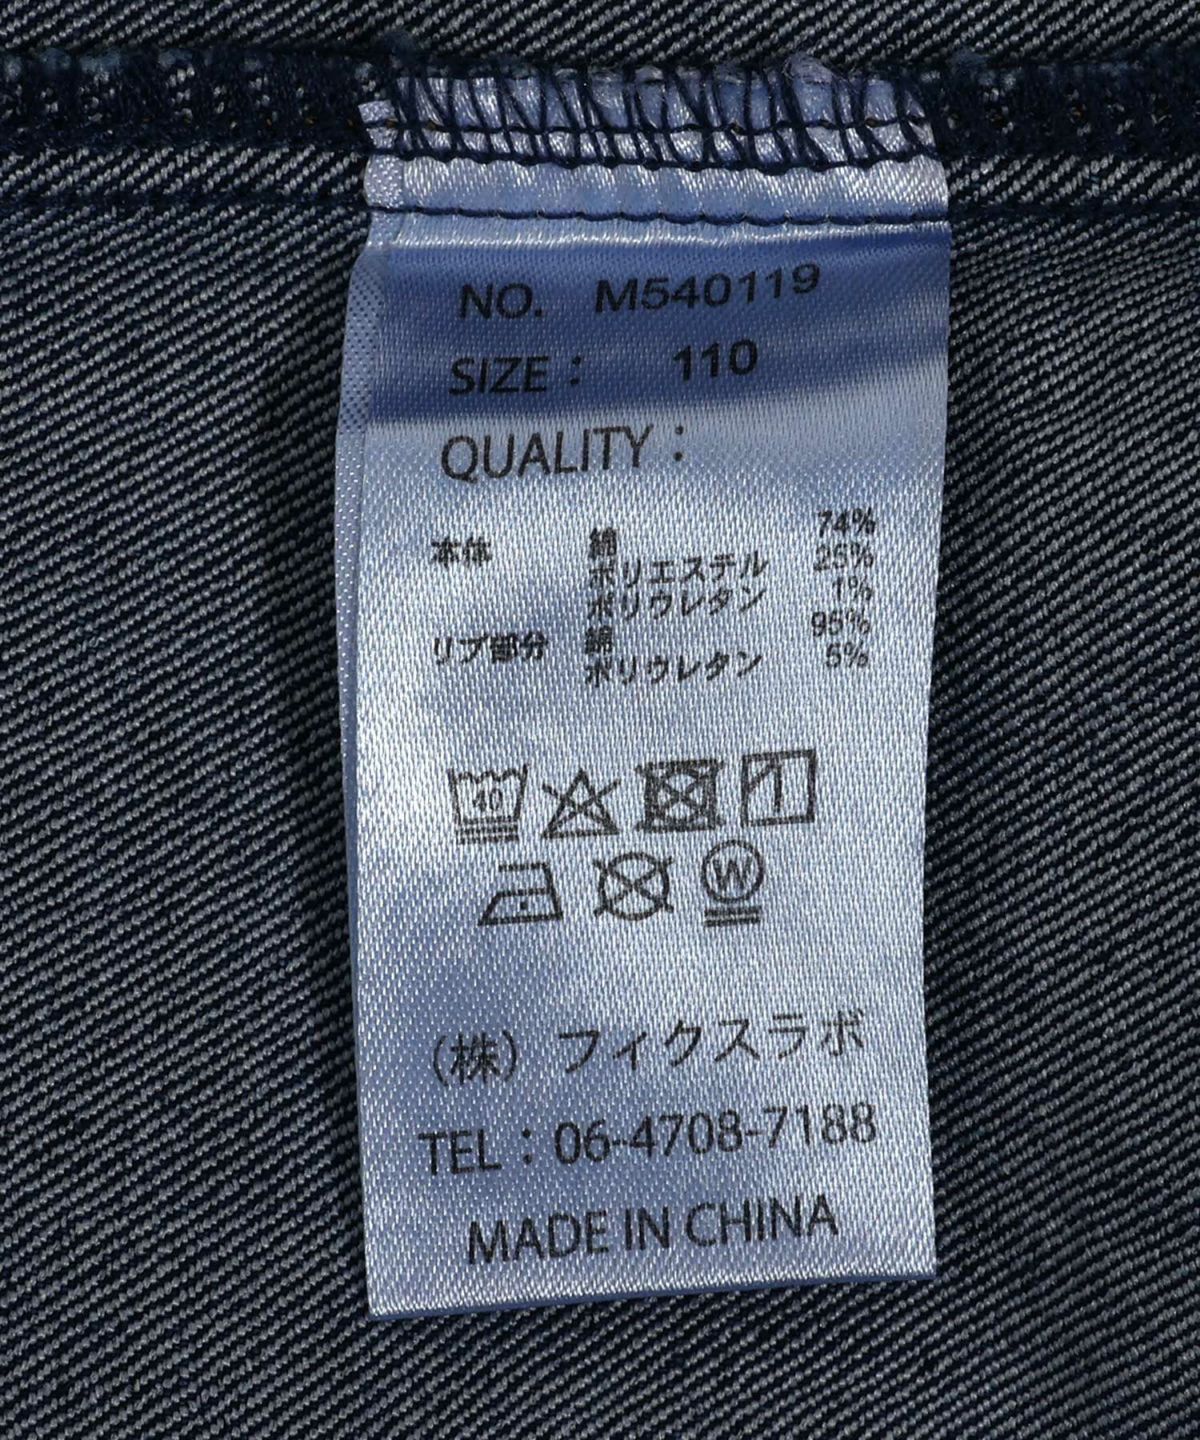 NO. M540119
SIZE： 110
QUALITY：
本体 綿 74%
ポリエステル 25%
ポリウレタン 1%
リブ部分 綿 95%
ポリウレタン 5%
40
W
(株) フィクスラボ
TEL：06-4708-7188
MADE IN CHINA